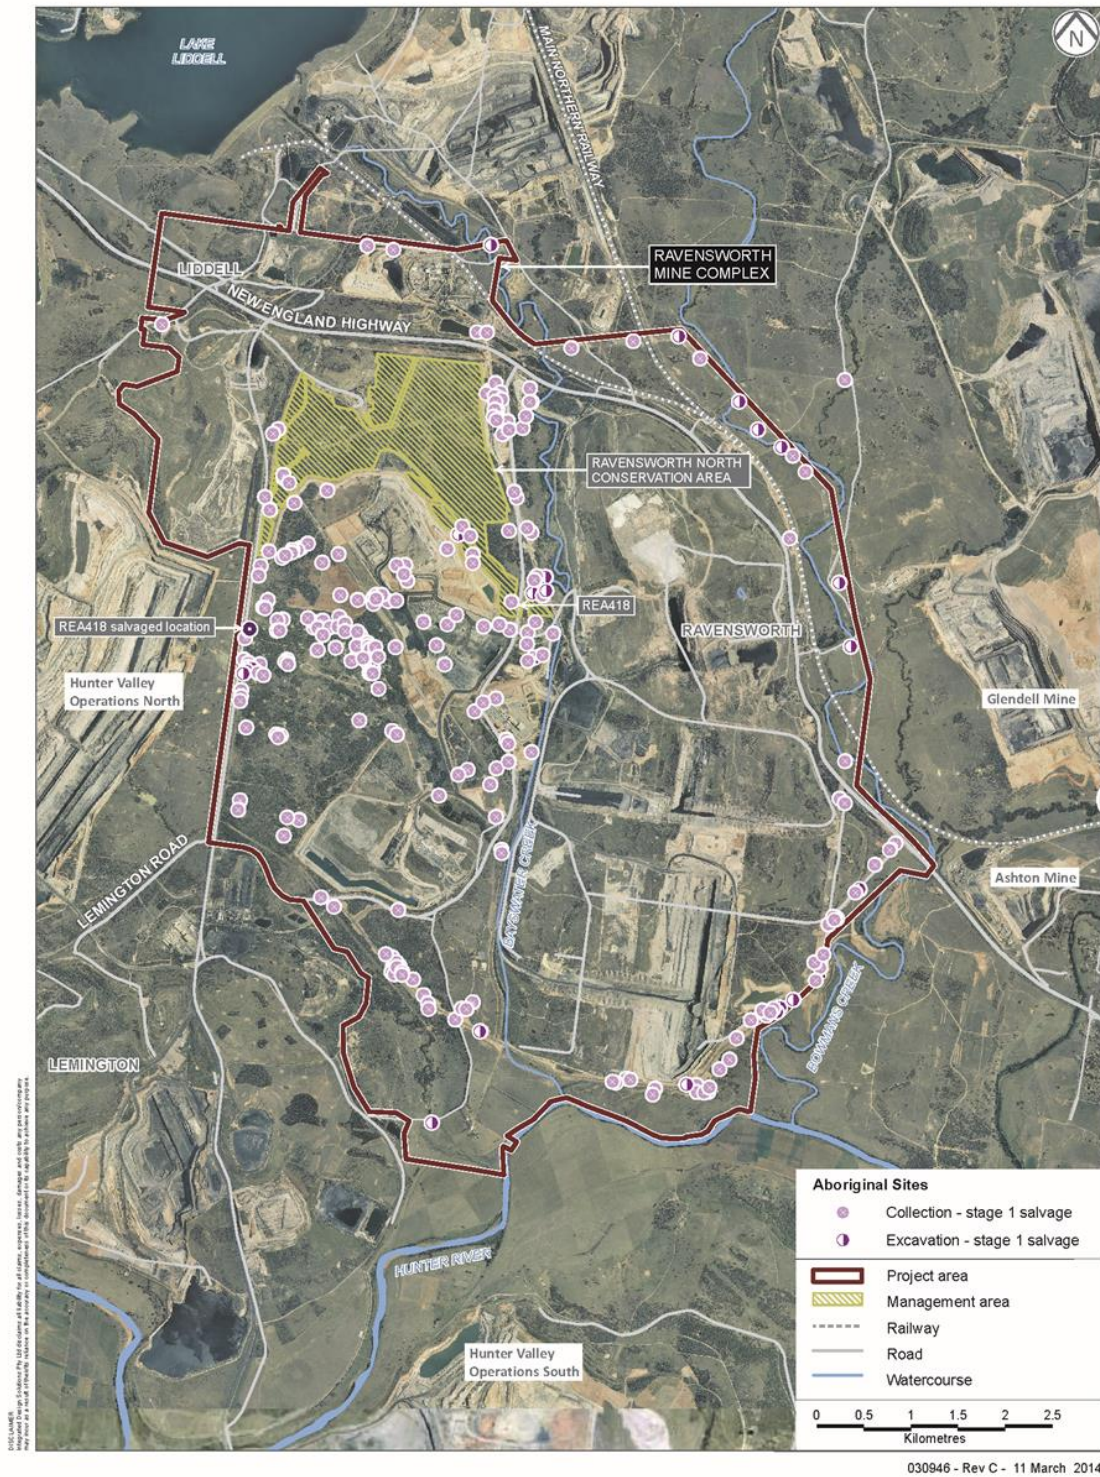 LAKE
LIDDELL
N
MAIN NORTHERN RAILWAY
RAVENSWORTH
MINE COMPLEX
LIDDELL
NEW ENGLAND HIGHWAY
RAVENSWORTH NORTH
CONSERVATION AREA
REA418
REA418 salvaged location
RAVENSWORTH
Hunter Valley
Operations North
Glendell Mine
LEMINGTON ROAD
BAYSWATER CREEK
Ashton Mine
BOWMANS CREEK
LEMINGTON
HUNTER RIVER
Hunter Valley
Operations South
Aboriginal Sites
Collection - stage 1 salvage
Excavation - stage 1 salvage
Project area
Management area
Railway
Road
Watercourse
0 0.5 1 1.5 2 2.5
Kilometres
DISCLAIMER
030946 - Rev C - 11 March 2014